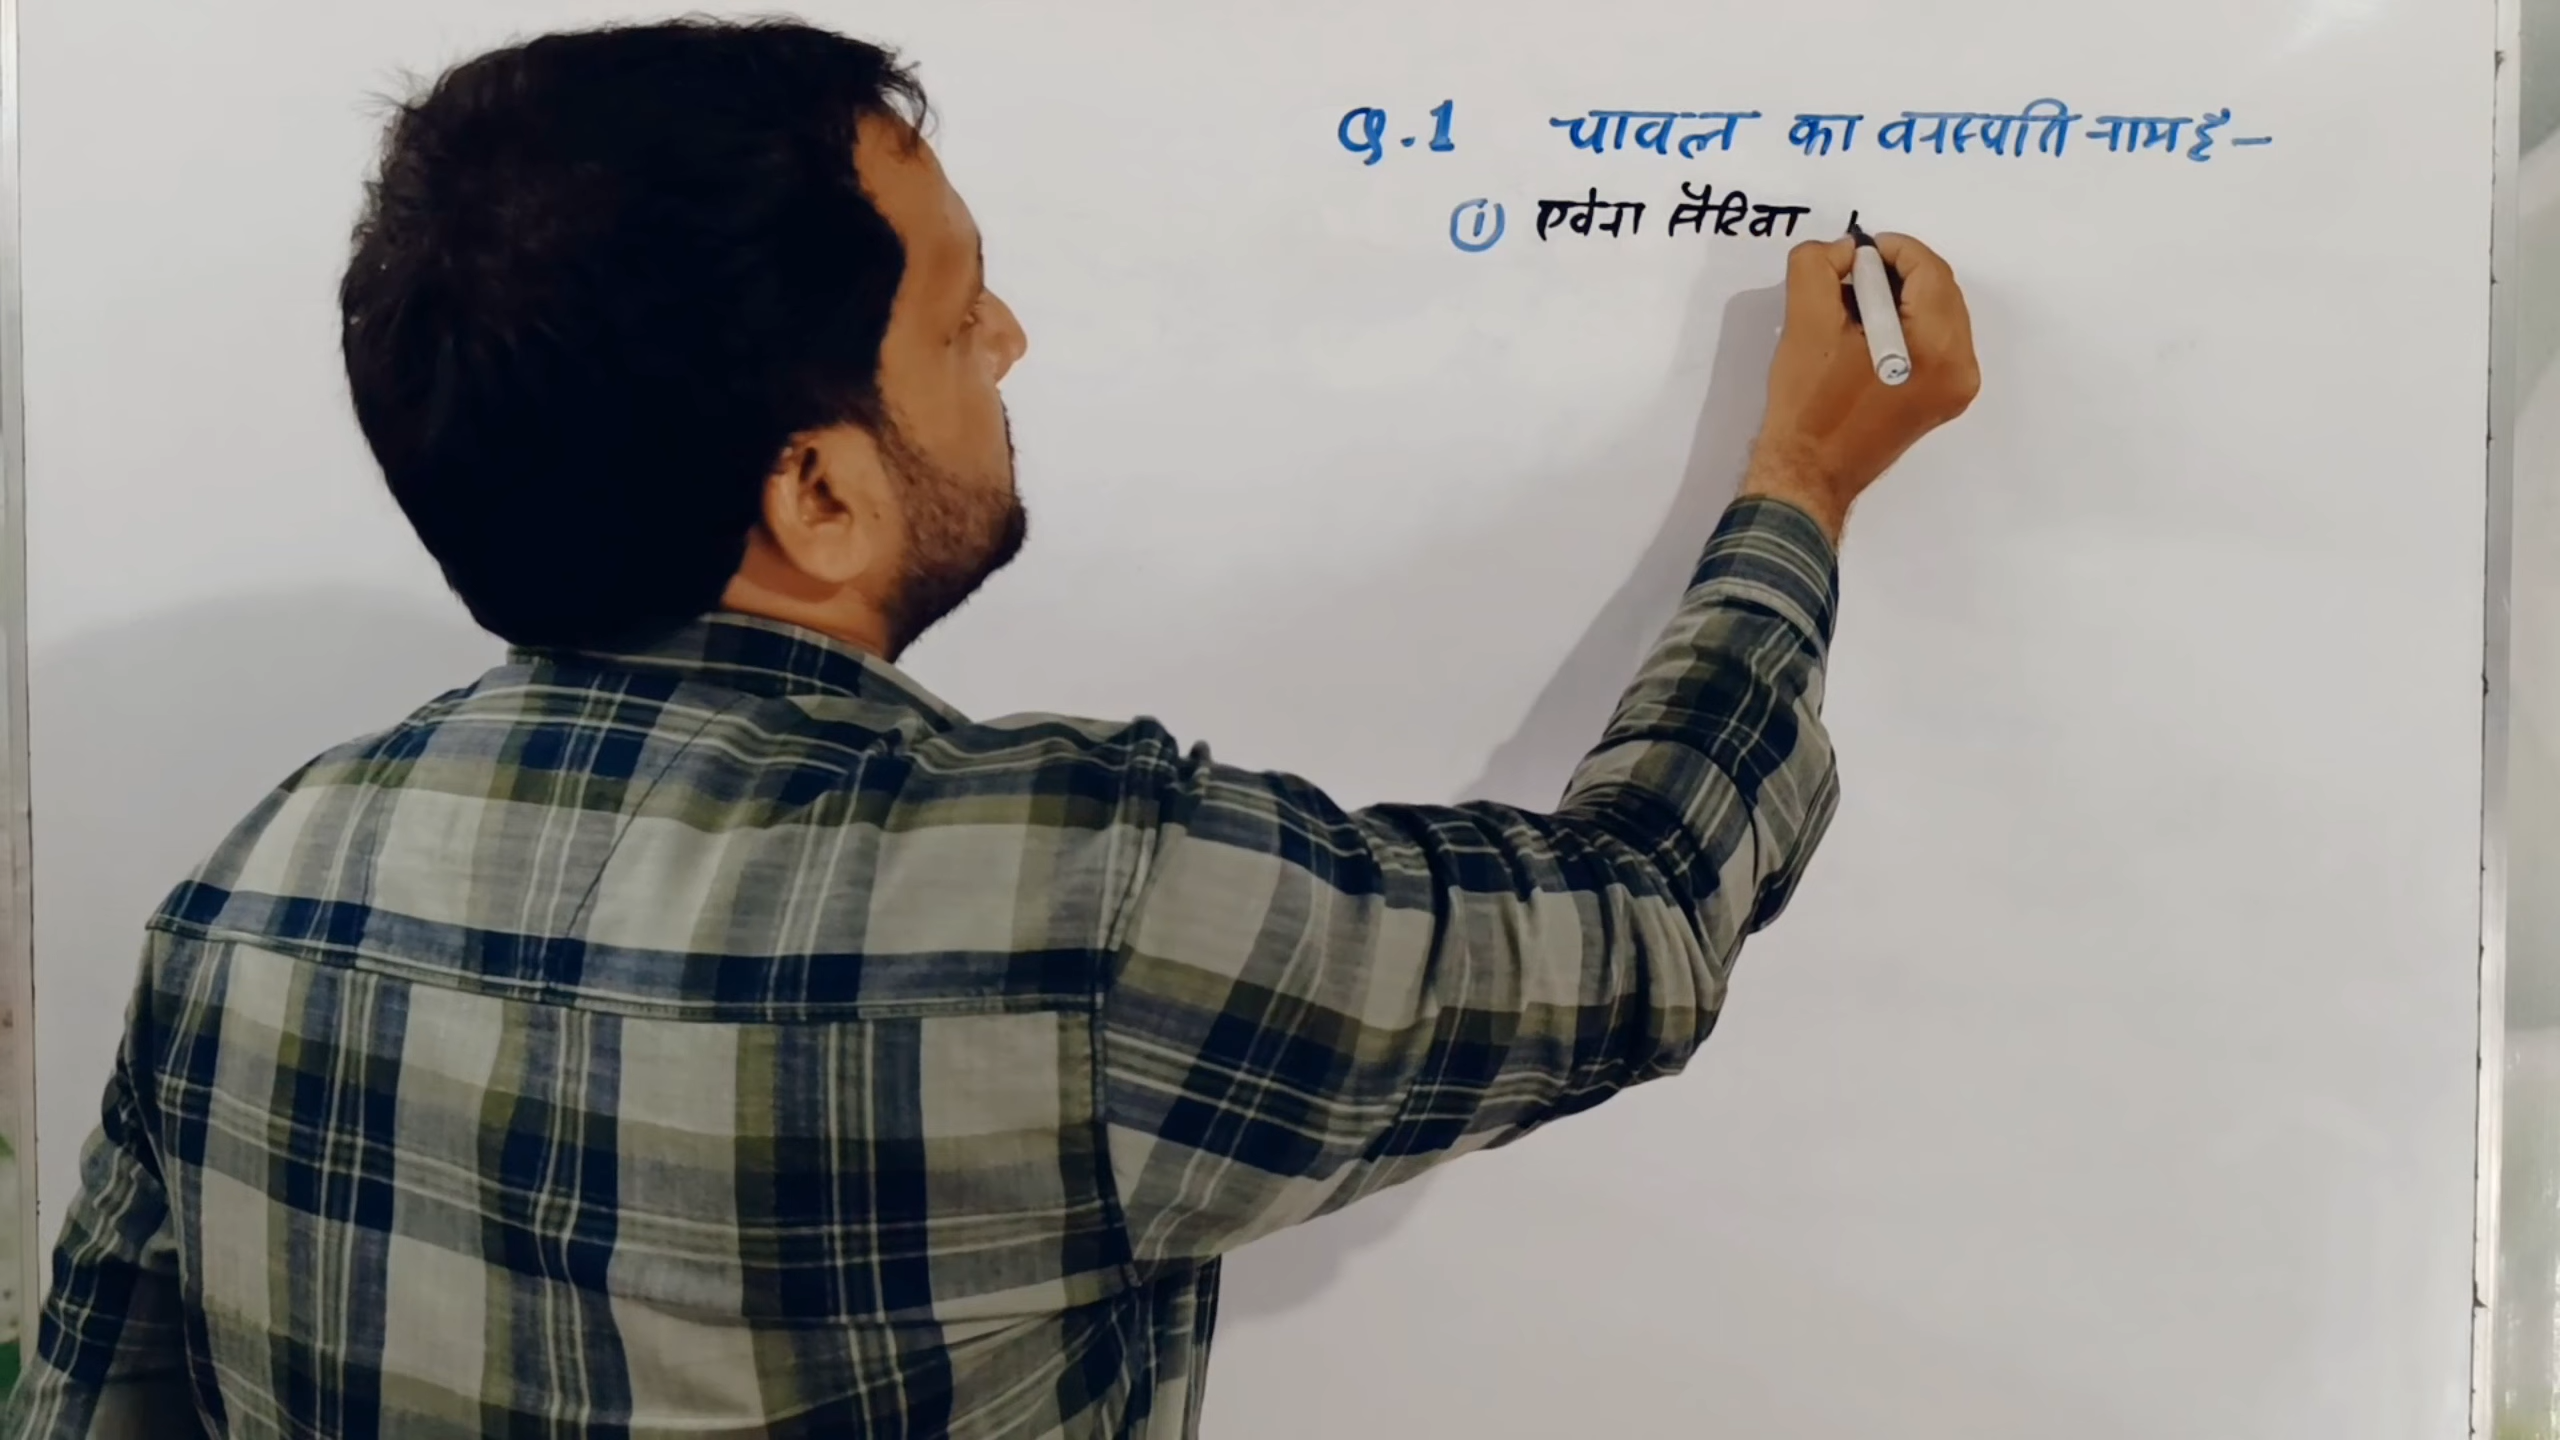 Q.1 चावल का वनस्पति नाम है-
(i) एवेना सैटिवा